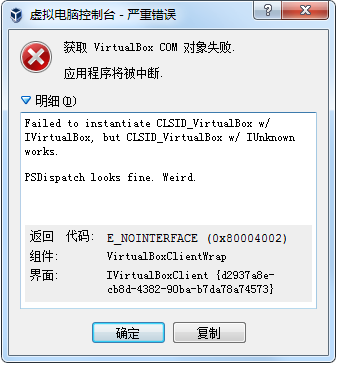 虚拟电脑控制台 - 严重错误
获取 VirtualBox COM 对象失败.
应用程序将被中断.
明细(D)
Failed to instantiate CLSID_VirtualBox w/
IVirtualBox, but CLSID_VirtualBox w/ IUnknown
works.
PSDispatch looks fine. Weird.
返回 代码: E_NOINTERFACE (0x80004002)
组件: VirtualBoxClientWrap
界面: IVirtualBoxClient {d2937a8e-
cb8d-4382-90ba-b7da78a74573}
确定 复制